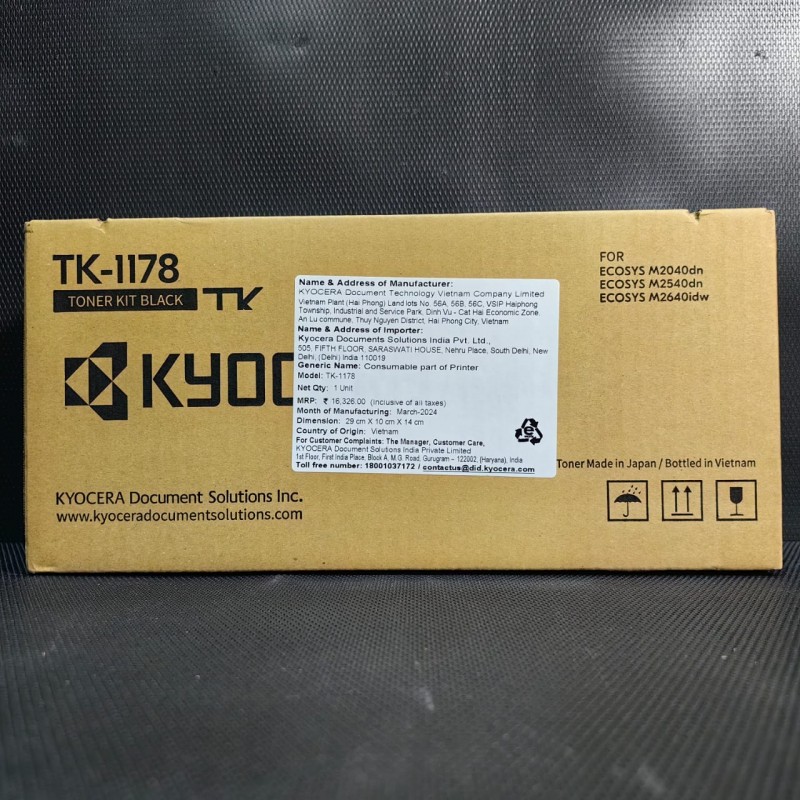 TK-1178
TONER KIT BLACK TK
KYOC
KYOCERA Document Solutions Inc.
www.kyoceradocumentsolutions.com
Name & Address of Manufacturer:
KYOCERA Document Technology Vietnam Company Limited
Vietnam Plant (Hai Phong) Land lots No. 56A, 56B, 56C, VSIP Haiphong
Township, Industrial and Service Park, Dinh Vu - Cat Hai Economic Zone,
An Lu commune, Thuy Nguyen District, Hai Phong City, Vietnam
Name & Address of Importer:
Kyocera Documents Solutions India Pvt. Ltd.,
505, FIFTH FLOOR, SARASWATI HOUSE, Nehru Place, South Delhi, New
Delhi, (Delhi) India 110019
Generic Name: Consumable part of Printer
Model: TK-1178
Net Qty: 1 Unit
MRP: ₹ 16,326.00 (Inclusive of all taxes)
Month of Manufacturing: March-2024
Dimension: 29 cm X 10 cm X 14 cm
Country of Origin: Vietnam
For Customer Complaints: The Manager, Customer Care,
KYOCERA Document Solutions India Private Limited
1st Floor, First India Place, Block A, M.G. Road, Gurugram - 122002, (Haryana), India
Toll free number: 18001037172 / contactus@did.kyocera.com
e
FOR
ECOSYS M2040dn
ECOSYS M2540dn
ECOSYS M2640idw
Toner Made in Japan / Bottled in Vietnam